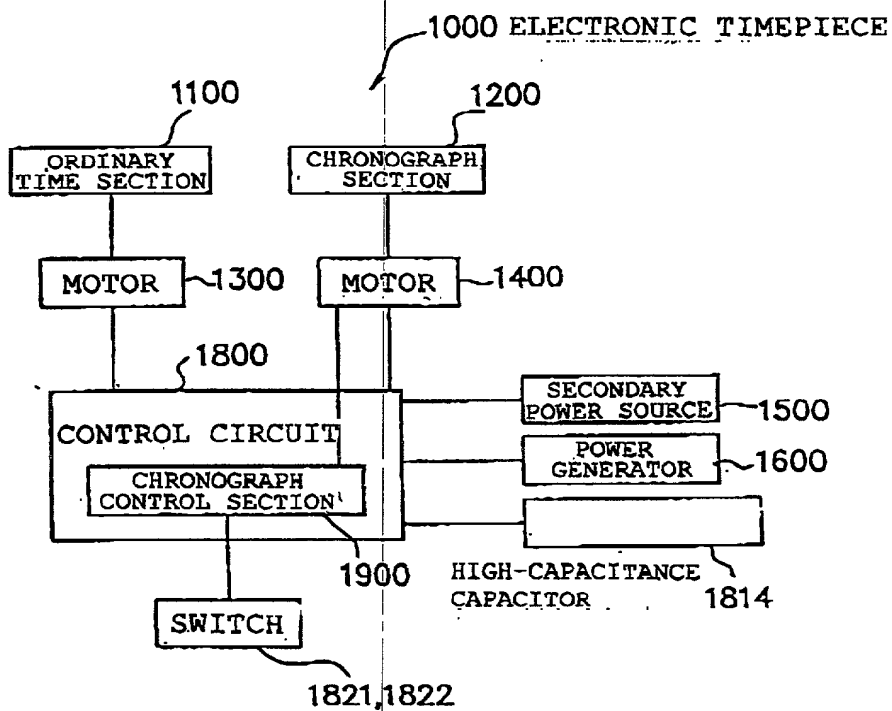 1000 ELECTRONIC TIMEPIECE
1100
1200
ORDINARY
TIME SECTION
CHRONOGRAPH
SECTION
MOTOR
1300
MOTOR
1400
1800
SECONDARY
POWER SOURCE
1500
CONTROL CIRCUIT
POWER
GENERATOR
1600
CHRONOGRAPH
CONTROL SECTION
1900
HIGH-CAPACITANCE
CAPACITOR
1814
SWITCH
1821,1822